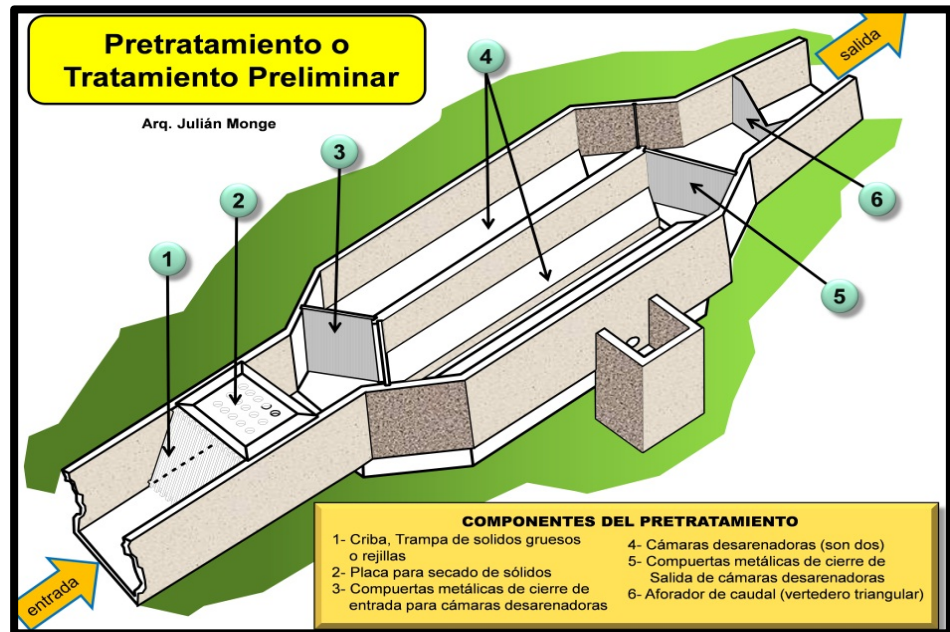 Pretratamiento o
Tratamiento Preliminar
Arq. Julián Monge
salida
4
3
2
1
6
5
entrada
COMPONENTES DEL PRETRATAMIENTO
1- Criba, Trampa de solidos gruesos
o rejillas
2- Placa para secado de sólidos
3- Compuertas metálicas de cierre de
entrada para cámaras desarenadoras
4- Cámaras desarenadoras (son dos)
5- Compuertas metálicas de cierre de
Salida de cámaras desarenadoras
6- Aforador de caudal (vertedero triangular)